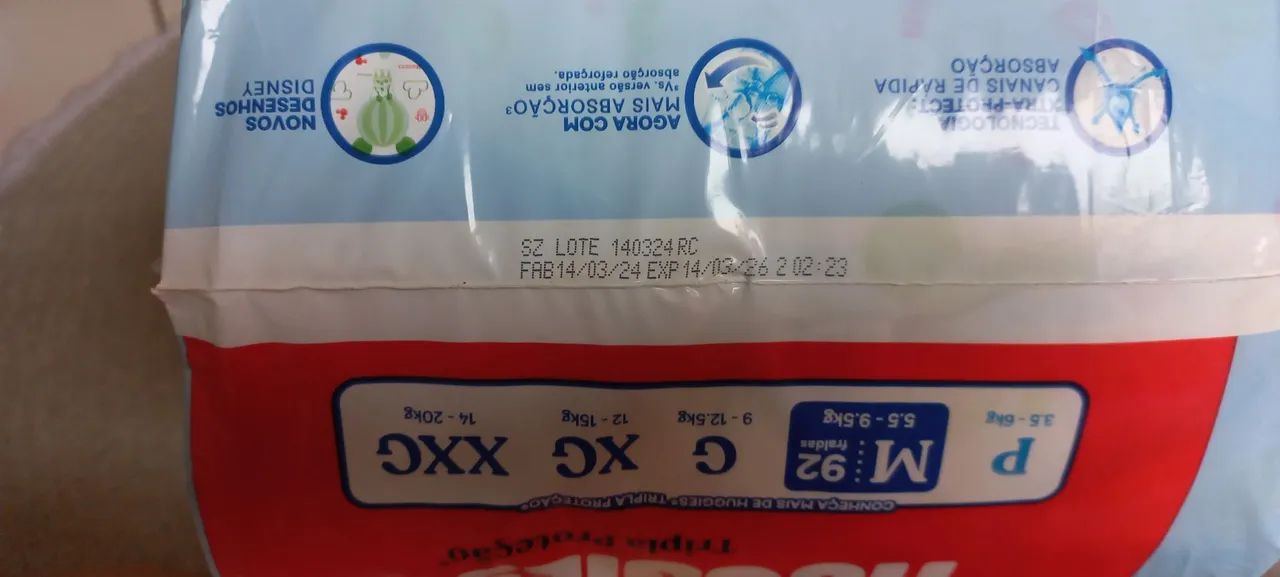 NOVOS
DESENHOS
DISNEY
AGORA COM
MAIS ABSORÇÃO³
³Vs. versão anterior sem
absorção reforçada.
TECNOLOGIA
XTRA-PROTECT:
CANAIS DE RÁPIDA
ABSORÇÃO
SZ LOTE 140324RC
FAB14/03/24 EXP14/03/26 2 02:23
Tripla Proteção®
CONHEÇA MAIS DE HUGGIES® TRIPLA PROTEÇÃO®
P
3.5 - 6kg
M 92
fraldas
5.5 - 9.5kg
G
9 - 12.5kg
XG
12 - 15kg
XXG
14 - 20kg